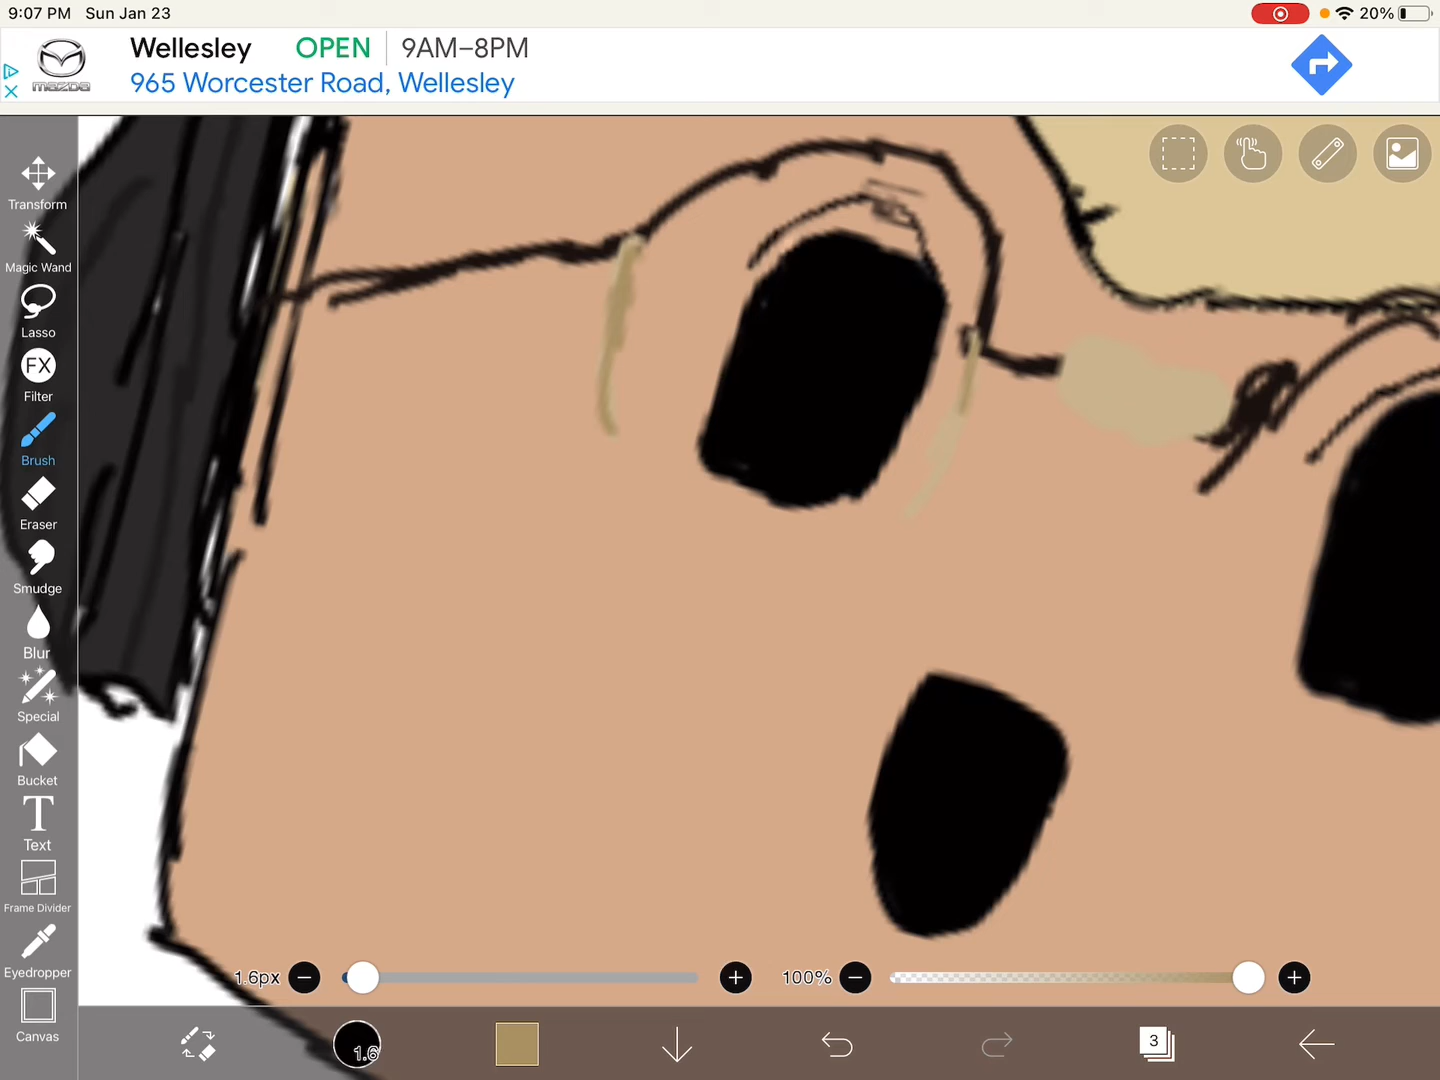 9:07 PM Sun Jan 23
20%
Wellesley OPEN 9AM–8PM
mazda
965 Worcester Road, Wellesley
Transform
Magic Wand
Lasso
FX
Filter
Brush
Eraser
Smudge
Blur
Special
Bucket
T
Text
Frame Divider
Eyedropper
Canvas
1.6px
100%
1.6
3